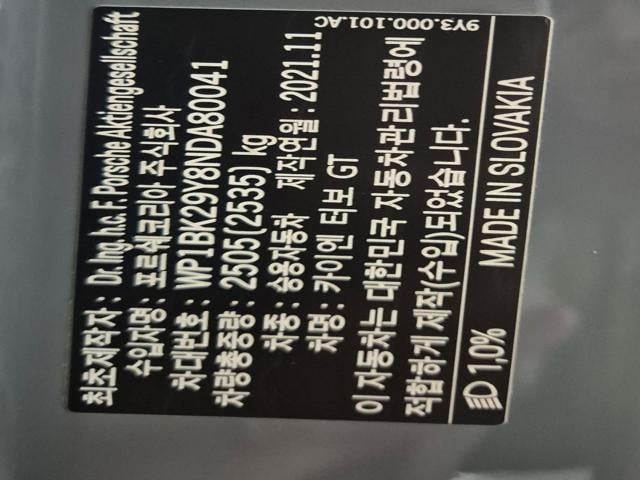 9Y3.000.101.AC
최초제작자 : Dr. Ing. h.c. F. Porsche Aktiengesellschaft
수입자명 : 포르쉐코리아 주식회사
차대번호 : WP1BK29Y8NDA80041
차량총중량 : 2505(2535) kg
차종 : 승용자동차 제작연월 : 2021.11
차명 : 카이엔 터보 GT
이 자동차는 대한민국 자동차관리법령에
적합하게 제작(수입)되었습니다.
1,0% MADE IN SLOVAKIA